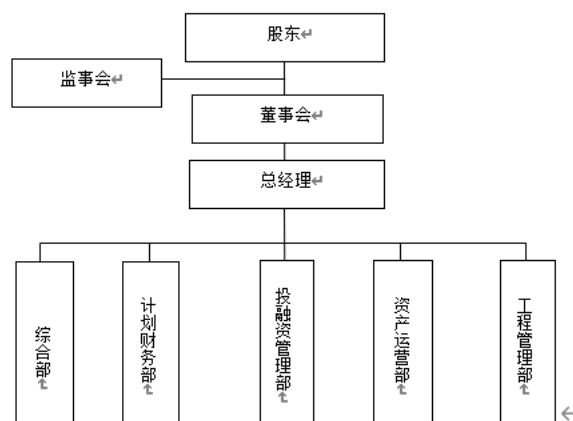 股东
监事会
董事会
总经理
综合部
计划财务部
投融资管理部
资产运营部
工程管理部